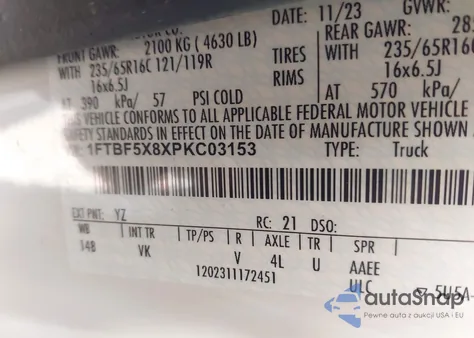 DATE: 11/23 GVWR:
FRONT GAWR: 2100 KG ( 4630 LB) REAR GAWR:
WITH 235/65R16C 121/119R TIRES 235/65R16C
16x6.5J RIMS 16x6.5J
AT 390 kPa/ 57 PSI COLD AT 570 kPa/
CONFORMS TO ALL APPLICABLE FEDERAL MOTOR VEHICLE
SAFETY STANDARDS IN EFFECT ON THE DATE OF MANUFACTURE SHOWN
1FTBF5X8XPKC03153 TYPE: Truck
EXT PNT: YZ RC: 21 DSO:
WB INT TR TP/PS R AXLE TR SPR
148 VK V 4L U AAEE
1202311172451 ULC
autoSnap
Pewne auta z USA i EU